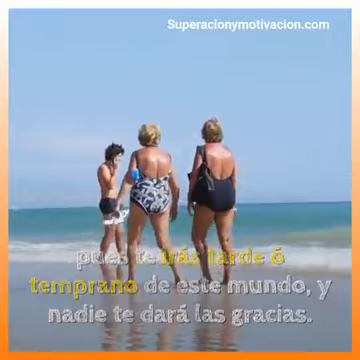 Superacionymotivacion.com
pues te irás tarde ó
temprano de este mundo, y
nadie te dará las gracias.